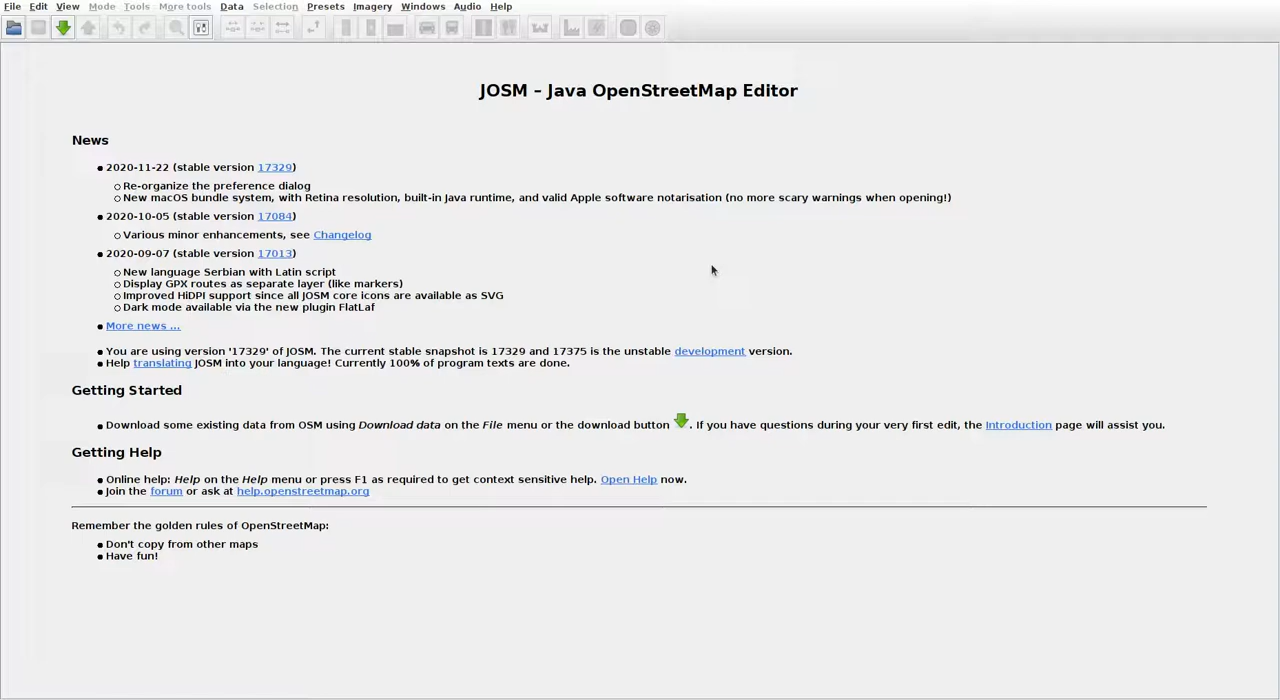 File Edit View Mode Tools More tools Data Selection Presets Imagery Windows Audio Help
JOSM – Java OpenStreetMap Editor
News
2020-11-22 (stable version 17329)
Re-organize the preference dialog
New macOS bundle system, with Retina resolution, built-in Java runtime, and valid Apple software notarisation (no more scary warnings when opening!)
2020-10-05 (stable version 17084)
Various minor enhancements, see Changelog
2020-09-07 (stable version 17013)
New language Serbian with Latin script
Display GPX routes as separate layer (like markers)
Improved HiDPI support since all JOSM core icons are available as SVG
Dark mode available via the new plugin FlatLaf
More news ...
You are using version '17329' of JOSM. The current stable snapshot is 17329 and 17375 is the unstable development version.
Help translating JOSM into your language! Currently 100% of program texts are done.
Getting Started
Download some existing data from OSM using Download data on the File menu or the download button . If you have questions during your very first edit, the Introduction page will assist you.
Getting Help
Online help: Help on the Help menu or press F1 as required to get context sensitive help. Open Help now.
Join the forum or ask at help.openstreetmap.org
Remember the golden rules of OpenStreetMap:
Don't copy from other maps
Have fun!